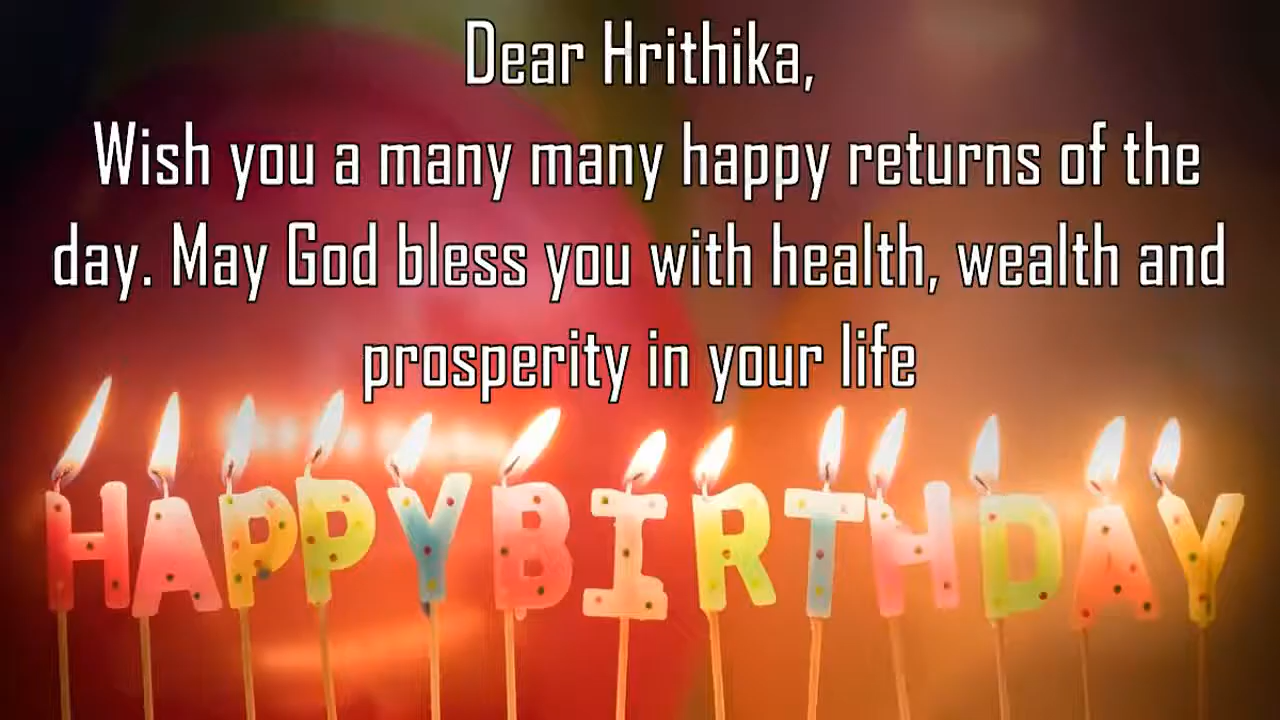 Dear Hrithika,
Wish you a many many happy returns of the
day. May God bless you with health, wealth and
prosperity in your life
HAPPY BIRTHDAY